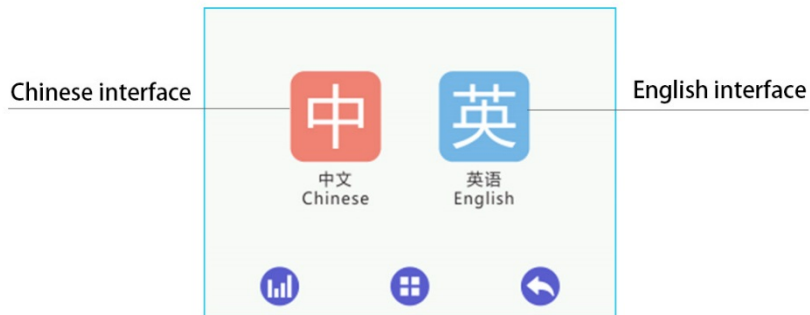 Chinese interface
English interface
中
英
中文
Chinese
英语
English